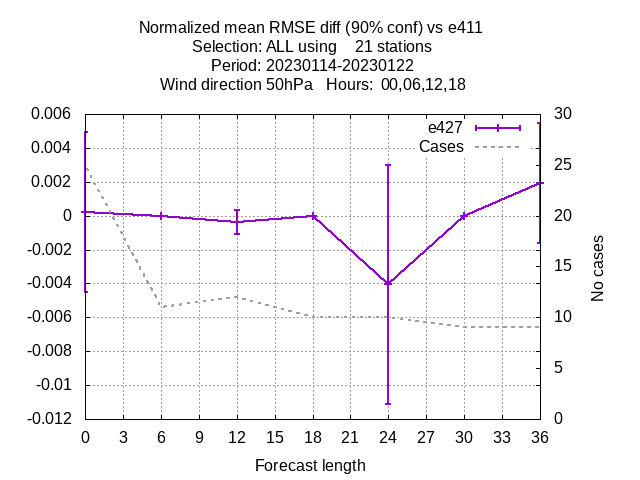 Normalized mean RMSE diff (90% conf) vs e411
Selection: ALL using    21 stations
Period: 20230114-20230122
Wind direction 50hPa   Hours:  00,06,12,18
e427
Cases
0.006
0.004
0.002
0
-0.002
-0.004
-0.006
-0.008
-0.01
-0.012
30
25
20
15
10
5
0
No cases
0 3 6 9 12 15 18 21 24 27 30 33 36
Forecast length